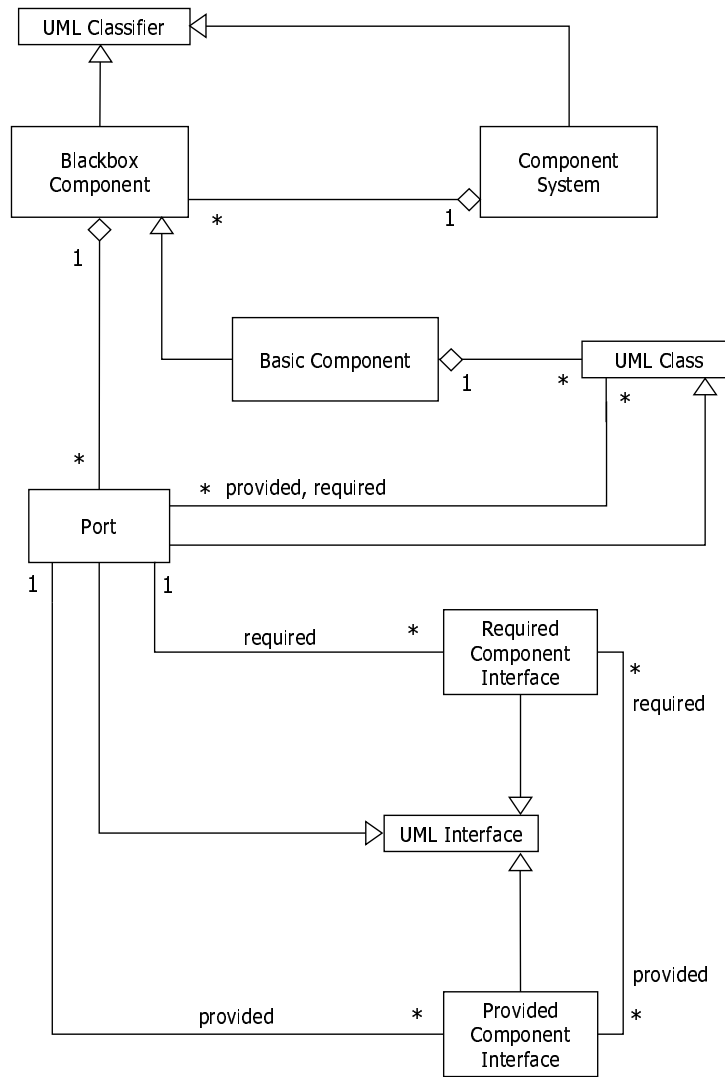 UML Classifier
Blackbox
Component
Component
System
*
1
1
Basic Component
UML Class
1
*
*
*
* provided, required
Port
1
1
required
*
Required
Component
Interface
*
required
UML Interface
provided
provided
*
*
Provided
Component
Interface